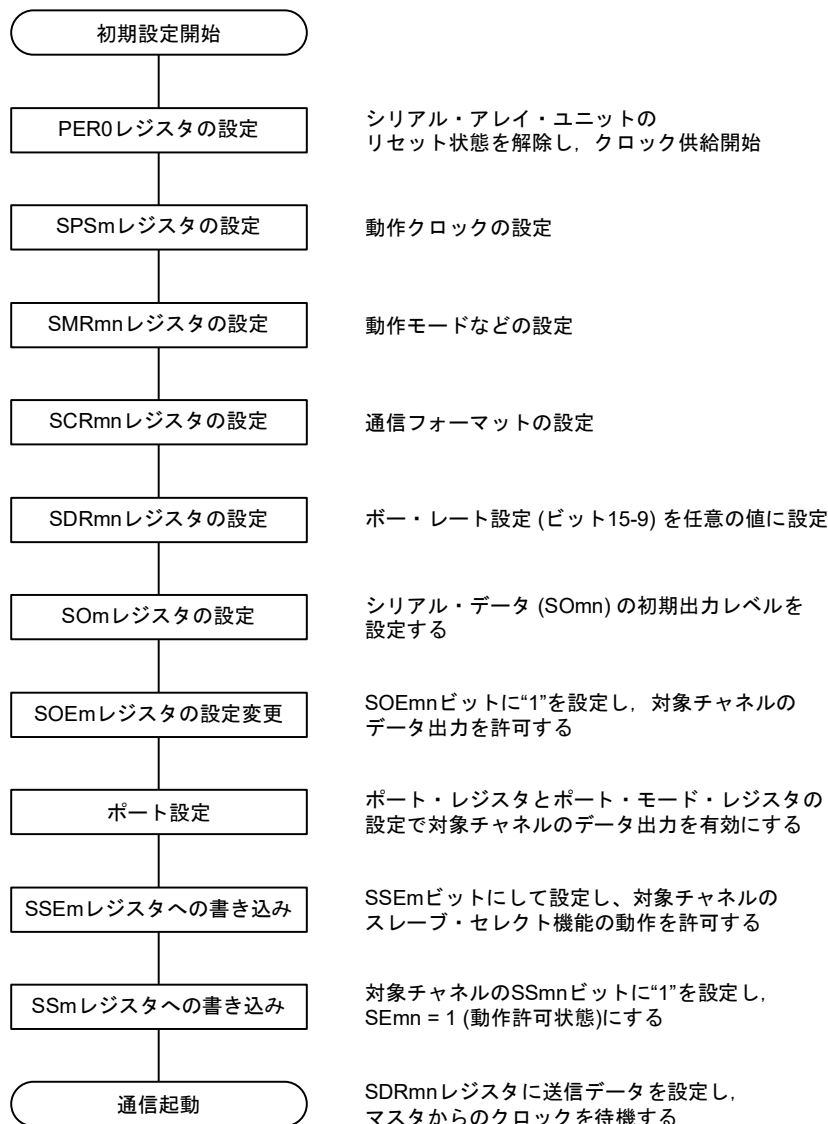 初期設定開始
PER0レジスタの設定
シリアル・アレイ・ユニットの
リセット状態を解除し，クロック供給開始
SPSmレジスタの設定
動作クロックの設定
SMRmnレジスタの設定
動作モードなどの設定
SCRmnレジスタの設定
通信フォーマットの設定
SDRmnレジスタの設定
ボー・レート設定 (ビット15-9) を任意の値に設定
SOmレジスタの設定
シリアル・データ (SOmn) の初期出力レベルを
設定する
SOEmレジスタの設定変更
SOEmnビットに“1”を設定し，対象チャネルの
データ出力を許可する
ポート設定
ポート・レジスタとポート・モード・レジスタの
設定で対象チャネルのデータ出力を有効にする
SSEmレジスタへの書き込み
SSEmビットにして設定し、対象チャネルの
スレーブ・セレクト機能の動作を許可する
SSmレジスタへの書き込み
対象チャネルのSSmnビットに“1”を設定し，
SEmn = 1 (動作許可状態)にする
通信起動
SDRmnレジスタに送信データを設定し，
マスタからのクロックを待機する